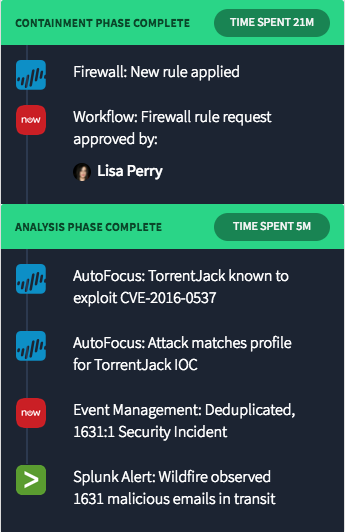 CONTAINMENT PHASE COMPLETE
TIME SPENT 21M
Firewall: New rule applied
now
Workflow: Firewall rule request
approved by:
Lisa Perry
ANALYSIS PHASE COMPLETE
TIME SPENT 5M
AutoFocus: TorrentJack known to
exploit CVE-2016-0537
AutoFocus: Attack matches profile
for TorrentJack IOC
now
Event Management: Deduplicated,
1631:1 Security Incident
>
Splunk Alert: Wildfire observed
1631 malicious emails in transit